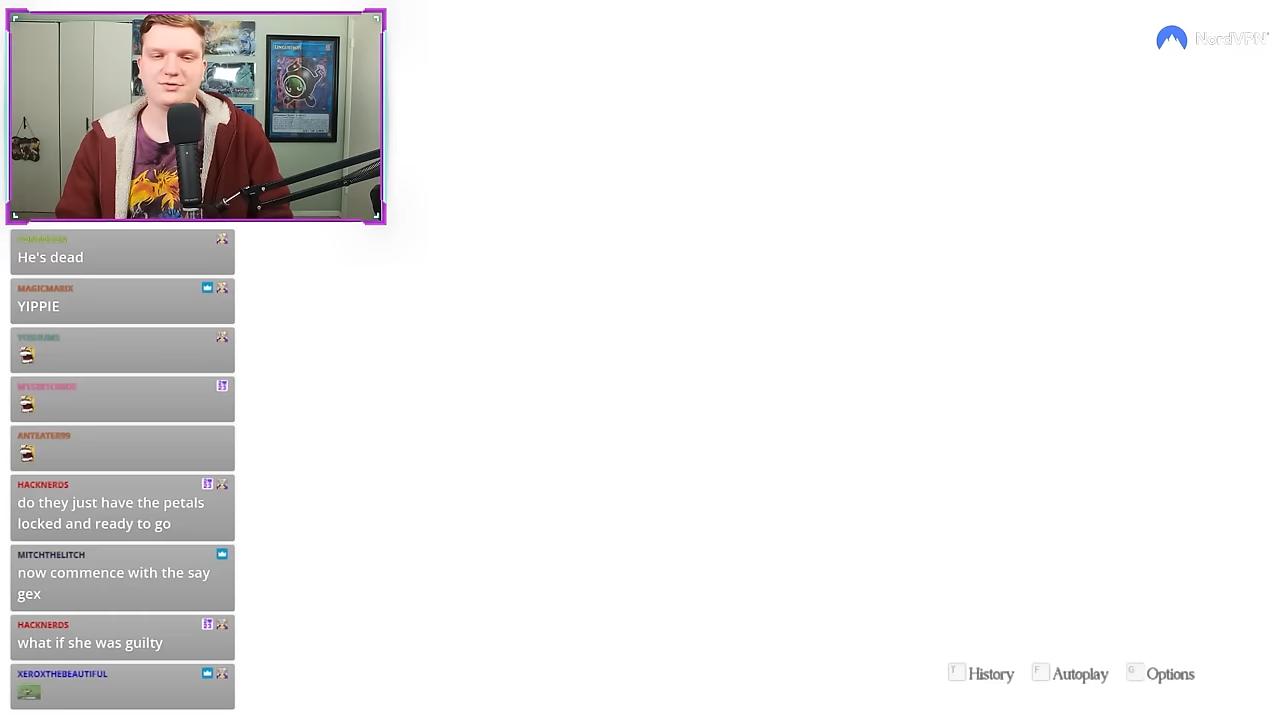 NordVPN
He's dead
MAGICMARIX
YIPPIE
ANTEATER99
HACKNERDS
do they just have the petals
locked and ready to go
MITCHTHELITCH
now commence with the say
gex
HACKNERDS
what if she was guilty
XEROXTHEBEAUTIFUL
T History F Autoplay G Options